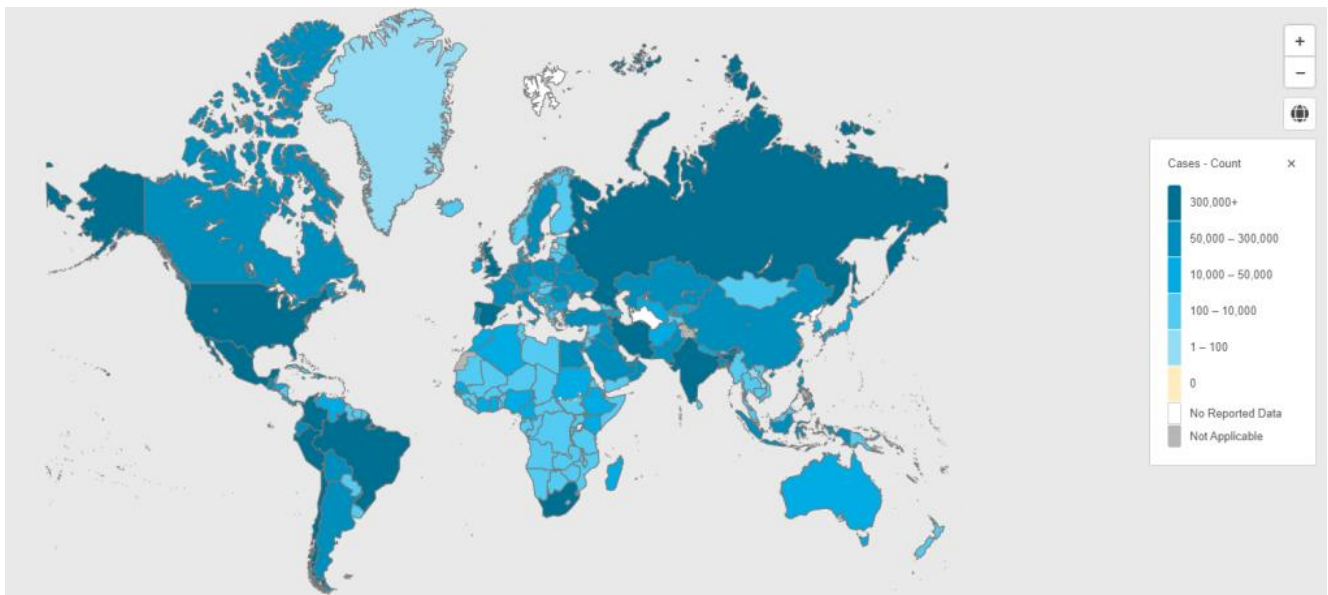 +
−
Cases - Count ×
300,000+
50,000 – 300,000
10,000 – 50,000
100 – 10,000
1 – 100
0
No Reported Data
Not Applicable